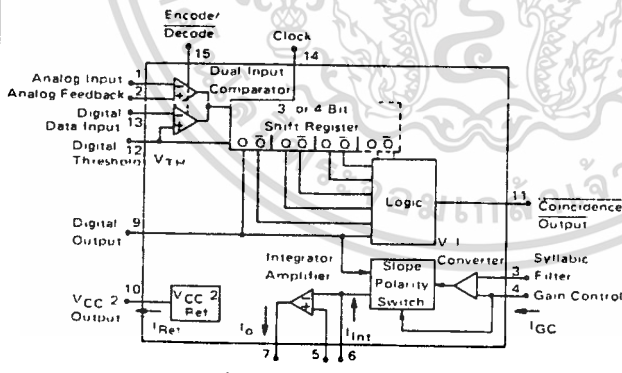 Encode/
Decode
15
Clock
14
Analog Input 1
Analog Feedback 2
Dual Input
Comparator
Digital
Data Input 13
3 or 4 Bit
Shift Register
Digital 12
Threshold
VTH
Q Q̅ Q Q̅ Q Q̅ Q Q̅
Logic
11 Coincidence
Output
Digital 9
Output
V I
Converter
Integrator
Amplifier
Slope
Polarity
Switch
Syllabic
3 Filter
4 Gain Control
VCC 2 10
Output
VCC 2
Ref
IRef
Io
IInt
IGC
7 5 6